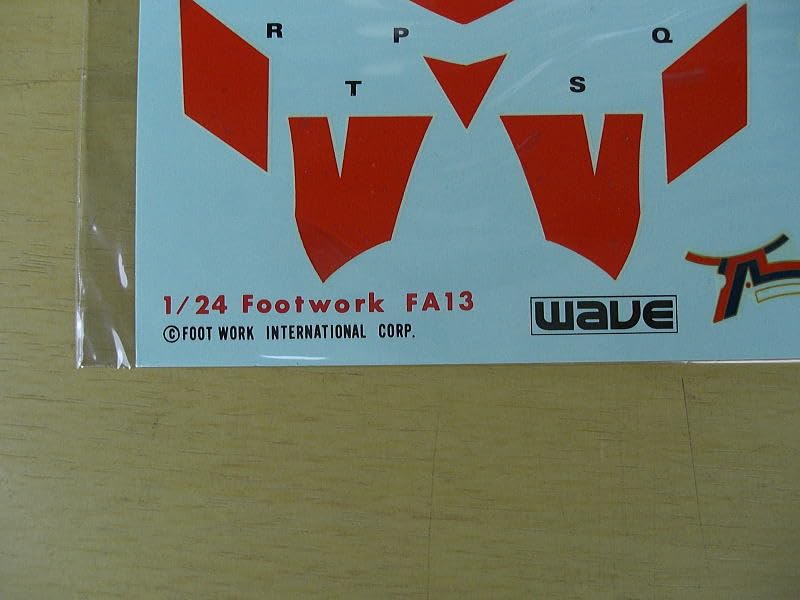 R P Q
T S
1/24 Footwork FA13
WAVE
©FOOT WORK INTERNATIONAL CORP.